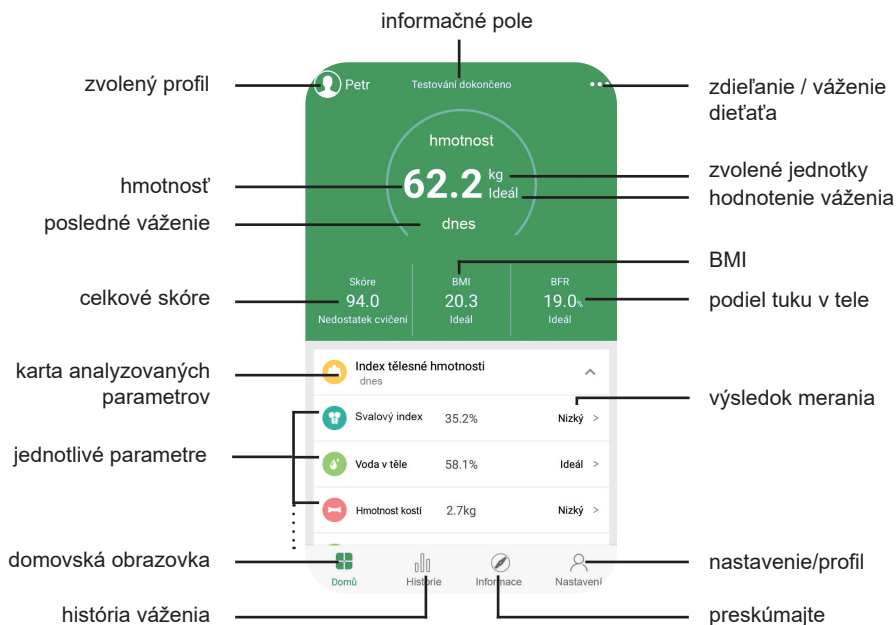 informačné pole
zvolený profil
Petr
Testování dokončeno
zdieľanie / váženie
dieťaťa
hmotnost
hmotnosť
62.2 kg
Ideál
zvolené jednotky
hodnotenie váženia
posledné váženie
dnes
BMI
celkové skóre
Skóre
94.0
Nedostatek cvičení
BMI
20.3
Ideál
BFR
19.0%
Ideál
podiel tuku v tele
karta analyzovaných
parametrov
Index tělesné hmotnosti
dnes
výsledok merania
Svalový index 35.2% Nizký >
jednotlivé parametre
Voda v těle 58.1% Ideál >
Hmotnost kostí 2.7kg Nizký >
domovská obrazovka
Domů
Historie
Informace
Nastavení
nastavenie/profil
história váženia
preskúmajte